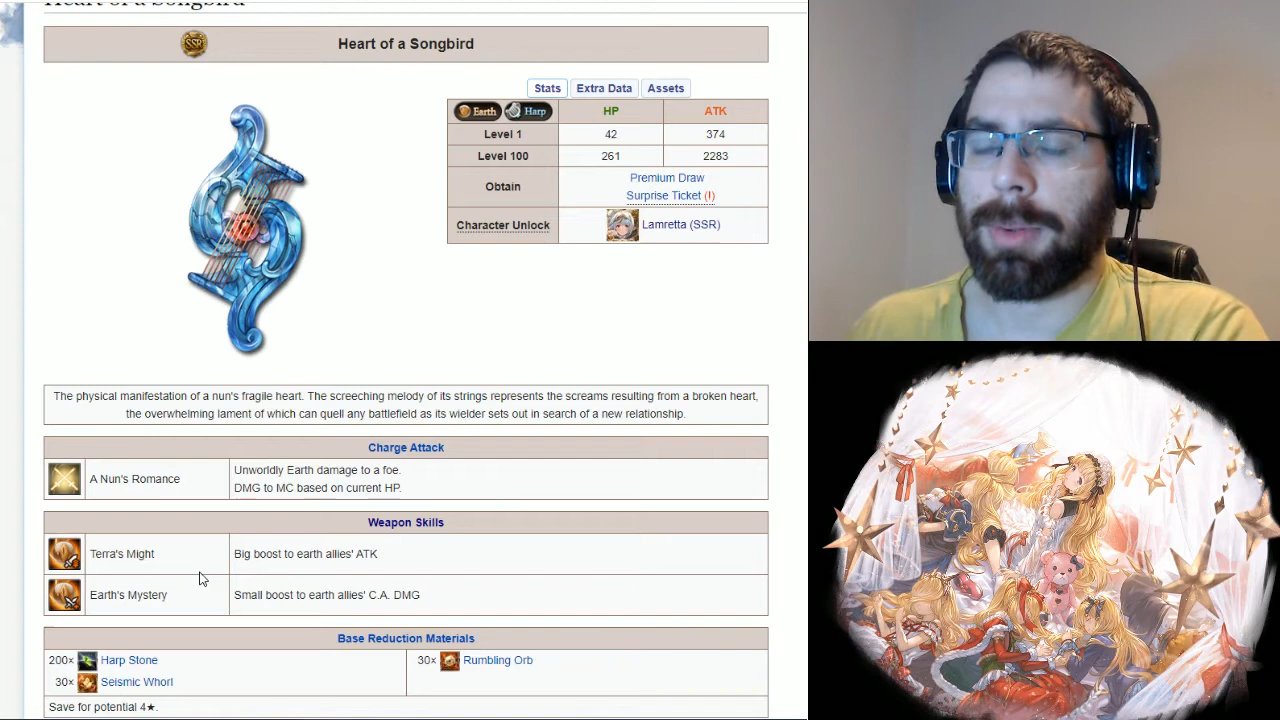 Heart of a Songbird
SSR
Heart of a Songbird
Stats Extra Data Assets
Earth Harp HP ATK
Level 1 42 374
Level 100 261 2283
Obtain Premium Draw
Surprise Ticket (!)
Character Unlock Lamretta (SSR)
The physical manifestation of a nun's fragile heart. The screeching melody of its strings represents the screams resulting from a broken heart,
the overwhelming lament of which can quell any battlefield as its wielder sets out in search of a new relationship.
Charge Attack
A Nun's Romance Unworldly Earth damage to a foe.
DMG to MC based on current HP.
Weapon Skills
Terra's Might Big boost to earth allies' ATK
Earth's Mystery Small boost to earth allies' C.A. DMG
Base Reduction Materials
200× Harp Stone 30× Rumbling Orb
30× Seismic Whorl
Save for potential 4★.